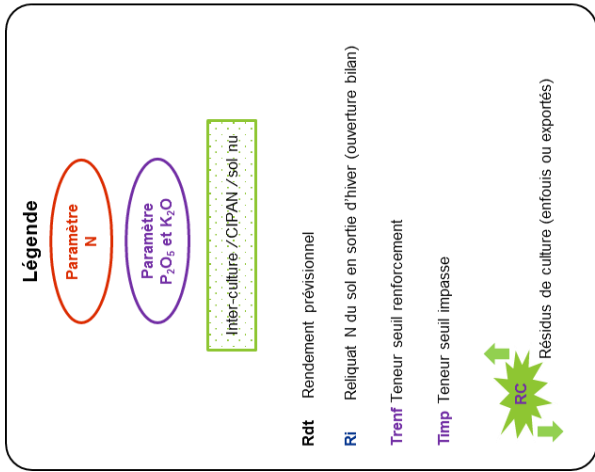 Légende
Paramètre
N
Paramètre
P₂O₅ et K₂O
Inter-culture / CIPAN / sol nu
Rdt Rendement prévisionnel
Ri Reliquat N du sol en sortie d'hiver (ouverture bilan)
Trenf Teneur seuil renforcement
Timp Teneur seuil impasse
RC Résidus de culture (enfouis ou exportés)